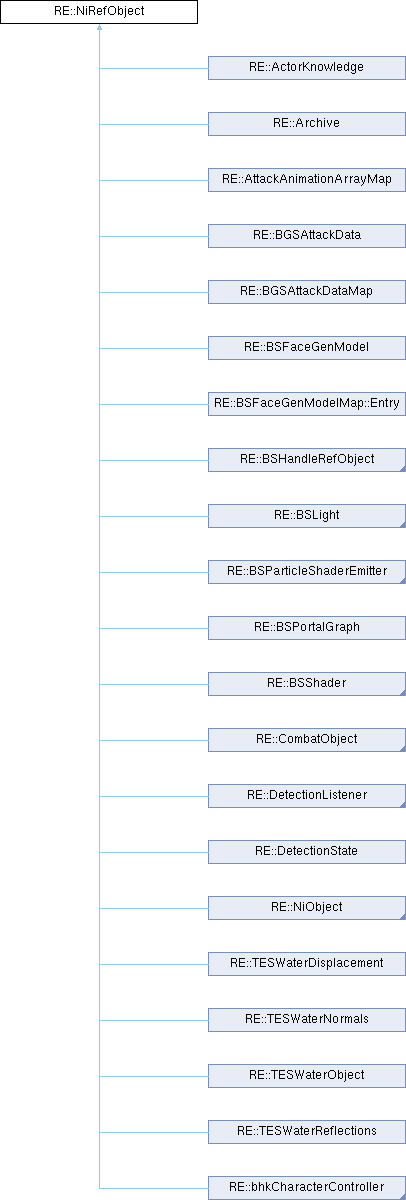 RE::NiRefObject
RE::ActorKnowledge
RE::Archive
RE::AttackAnimationArrayMap
RE::BGSAttackData
RE::BGSAttackDataMap
RE::BSFaceGenModel
RE::BSFaceGenModelMap::Entry
RE::BSHandleRefObject
RE::BSLight
RE::BSParticleShaderEmitter
RE::BSPortalGraph
RE::BSShader
RE::CombatObject
RE::DetectionListener
RE::DetectionState
RE::NiObject
RE::TESWaterDisplacement
RE::TESWaterNormals
RE::TESWaterObject
RE::TESWaterReflections
RE::bhkCharacterController